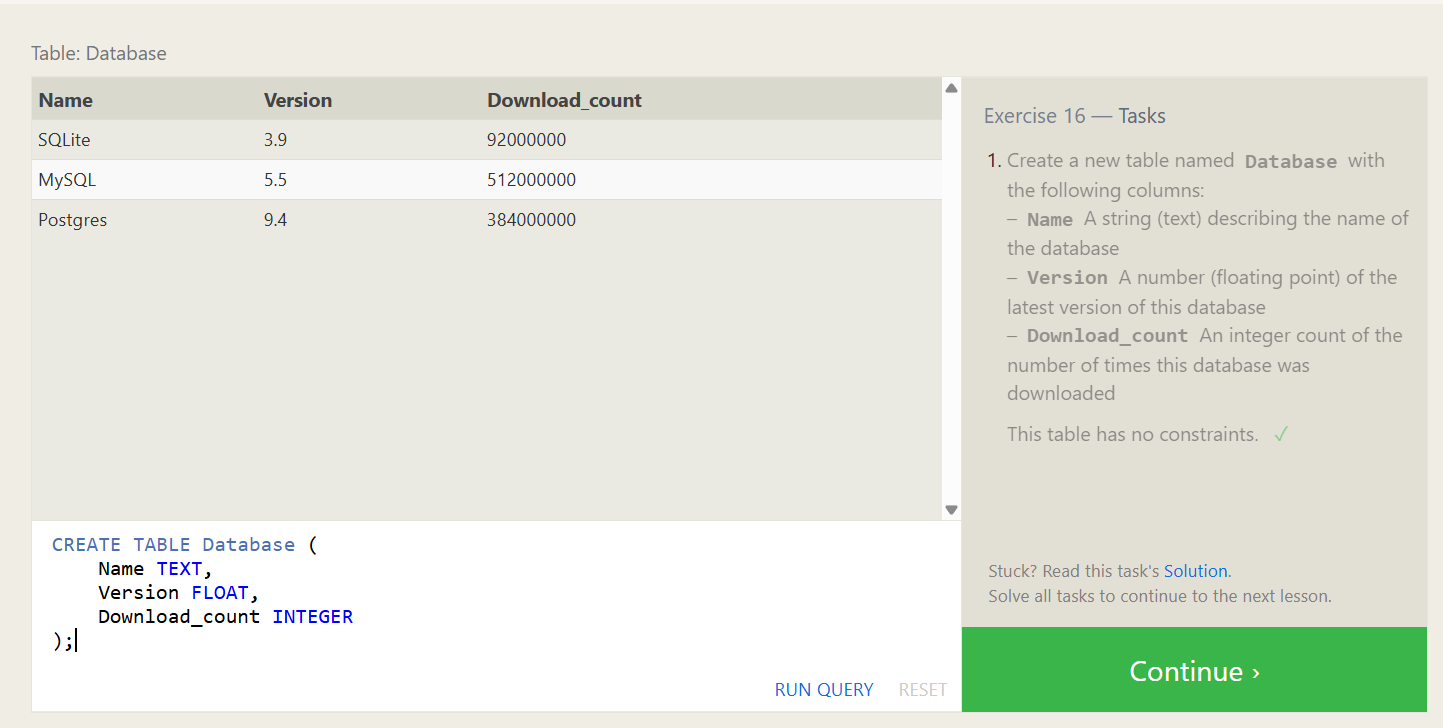 Table: Database
Name Version Download_count
SQLite 3.9 92000000
MySQL 5.5 512000000
Postgres 9.4 384000000
CREATE TABLE Database (
    Name TEXT,
    Version FLOAT,
    Download_count INTEGER
);
RUN QUERY RESET
Exercise 16 — Tasks
1. Create a new table named Database with
the following columns:
– Name A string (text) describing the name of
the database
– Version A number (floating point) of the
latest version of this database
– Download_count An integer count of the
number of times this database was
downloaded
This table has no constraints. ✓
Stuck? Read this task's Solution.
Solve all tasks to continue to the next lesson.
Continue ›